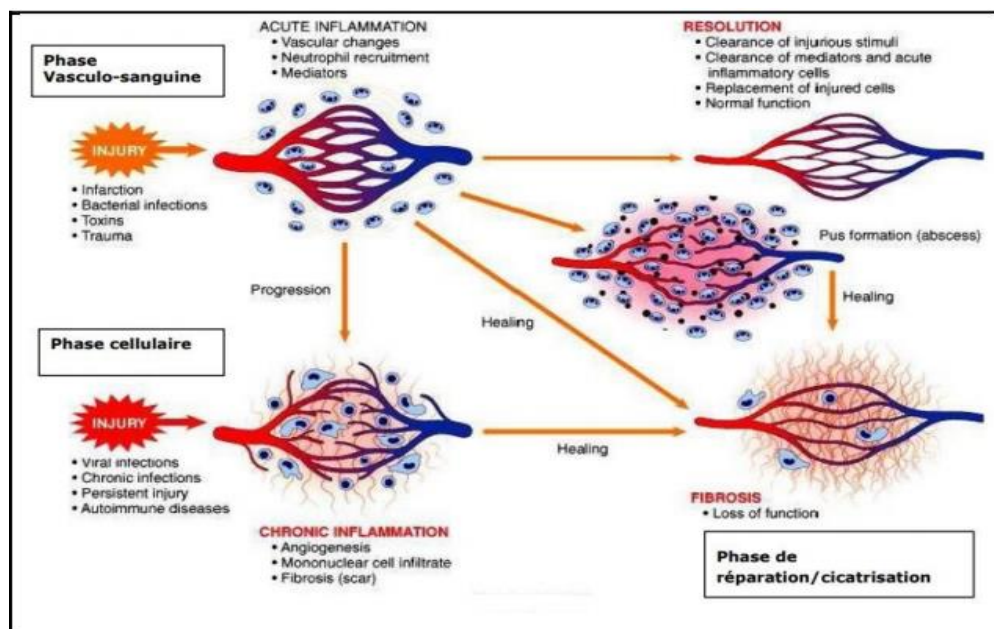 Phase
Vasculo-sanguine
ACUTE INFLAMMATION
• Vascular changes
• Neutrophil recruitment
• Mediators
RESOLUTION
• Clearance of injurious stimuli
• Clearance of mediators and acute
inflammatory cells
• Replacement of injured cells
• Normal function
INJURY
• Infarction
• Bacterial infections
• Toxins
• Trauma
Pus formation (abscess)
Progression
Healing
Healing
Phase cellulaire
INJURY
• Viral infections
• Chronic infections
• Persistent injury
• Autoimmune diseases
Healing
CHRONIC INFLAMMATION
• Angiogenesis
• Mononuclear cell infiltrate
• Fibrosis (scar)
FIBROSIS
• Loss of function
Phase de
réparation/cicatrisation